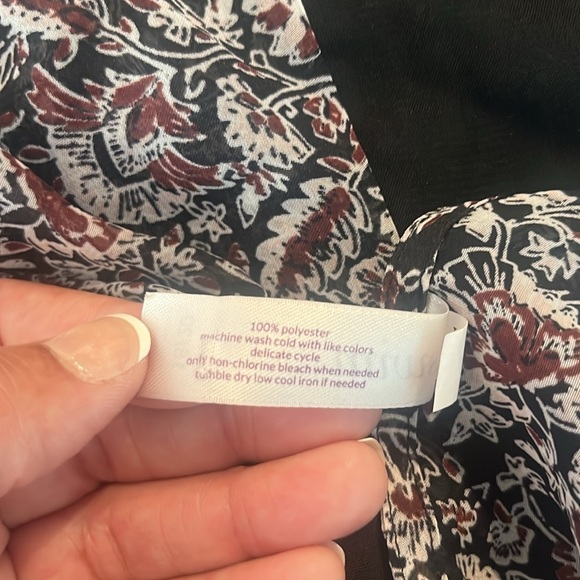 100% polyester
machine wash cold with like colors
delicate cycle
only non-chlorine bleach when needed
tumble dry low cool iron if needed